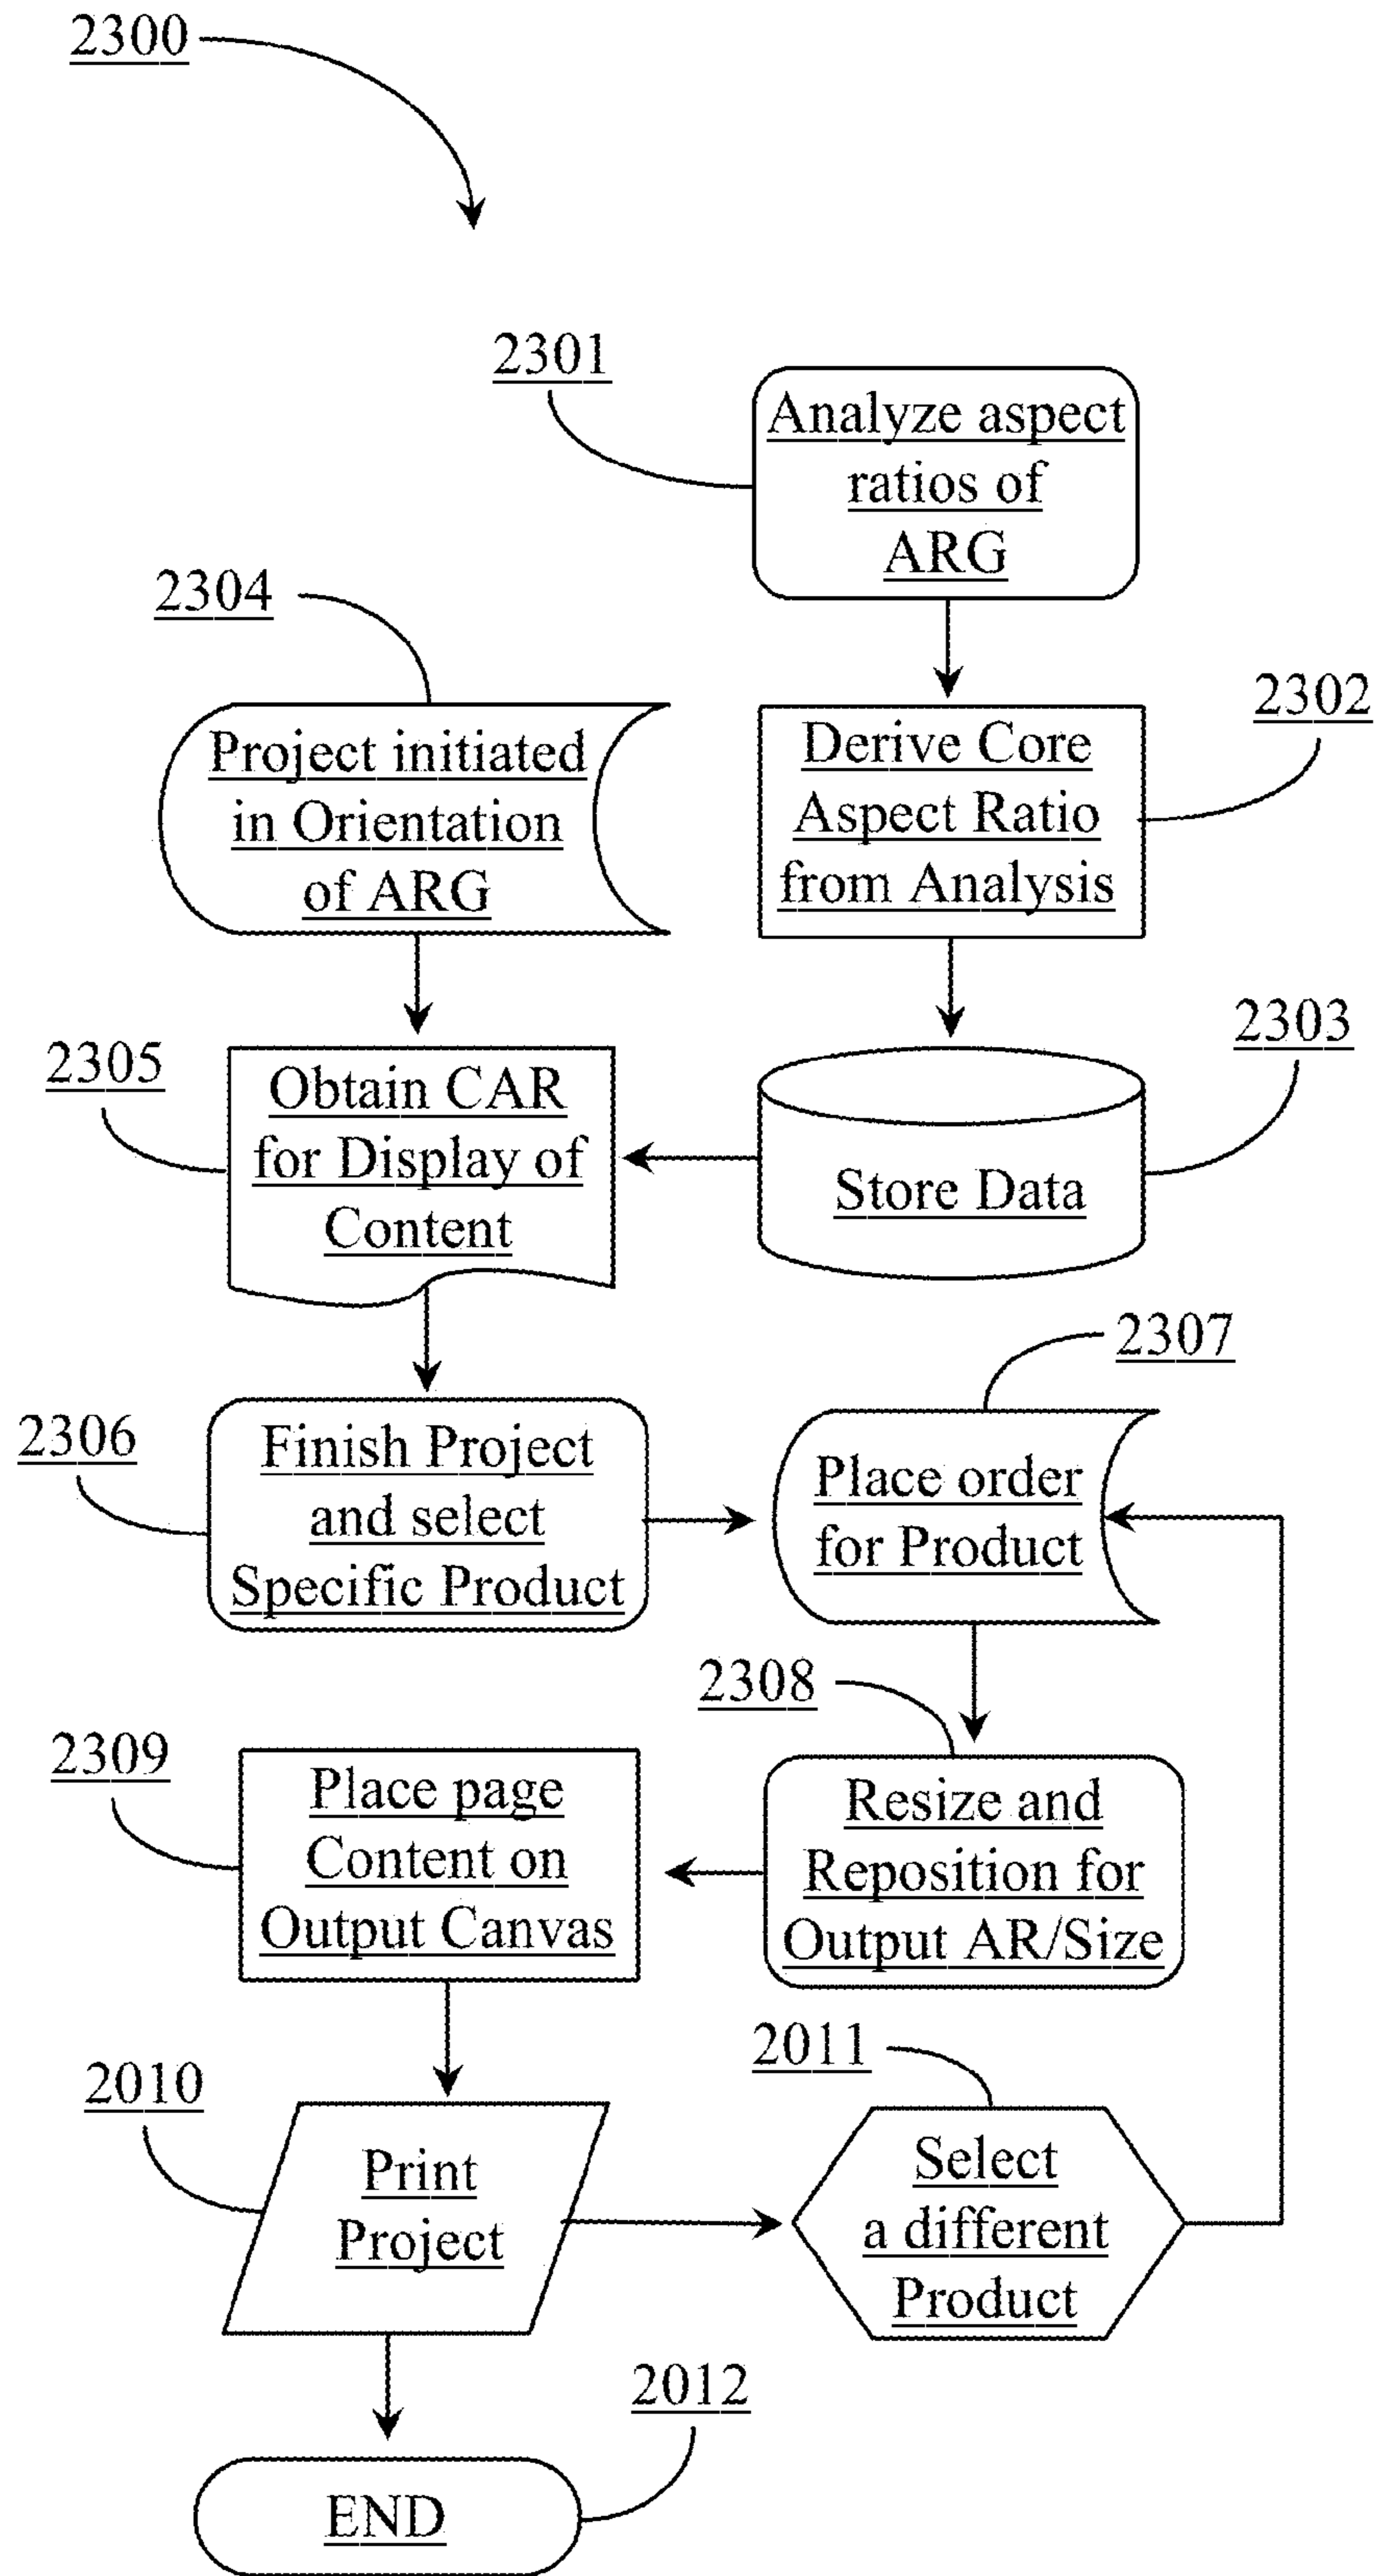 2300
2301
Analyze aspect
ratios of
ARG
2304
Project initiated
in Orientation
of ARG
2302
Derive Core
Aspect Ratio
from Analysis
2305
Obtain CAR
for Display of
Content
2303
Store Data
2306
Finish Project
and select
Specific Product
2307
Place order
for Product
2308
Resize and
Reposition for
Output AR/Size
2309
Place page
Content on
Output Canvas
2010
Print
Project
2011
Select
a different
Product
2012
END